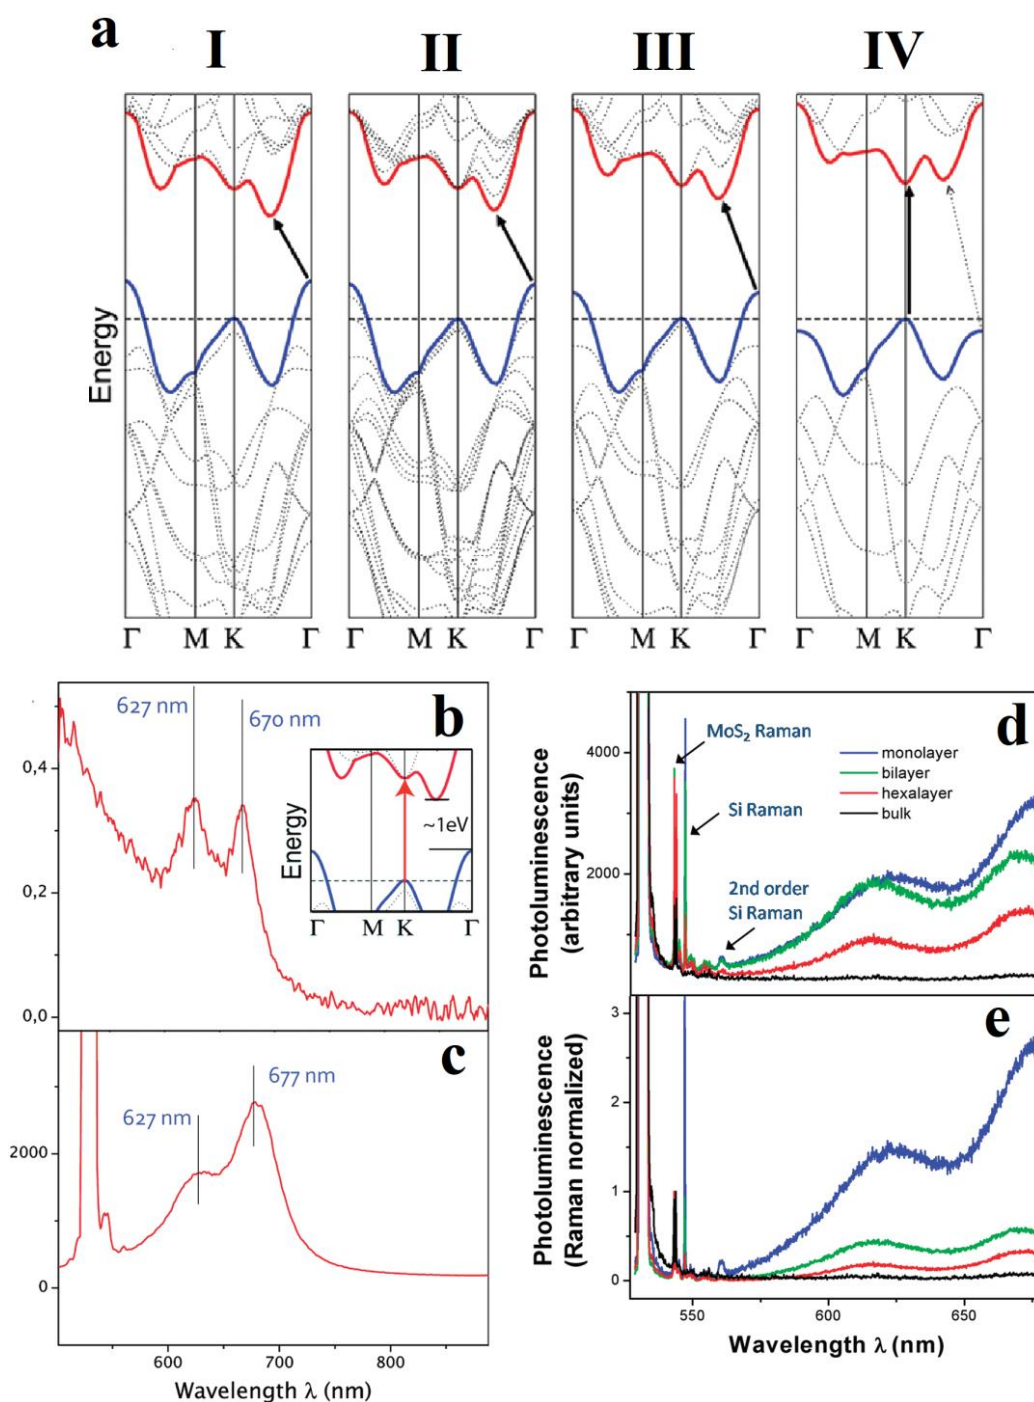 a
I II III IV
Energy
Γ M K Γ Γ M K Γ Γ M K Γ Γ M K Γ
b
627 nm
670 nm
0,4
0,2
0,0
Energy
~1eV
Γ M K Γ
c
627 nm
677 nm
2000
0
600 700 800
Wavelength λ (nm)
d
Photoluminescence
(arbitrary units)
4000
2000
MoS₂ Raman
Si Raman
2nd order
Si Raman
monolayer
bilayer
hexalayer
bulk
e
Photoluminescence
(Raman normalized)
3
2
1
0
550 600 650
Wavelength λ (nm)